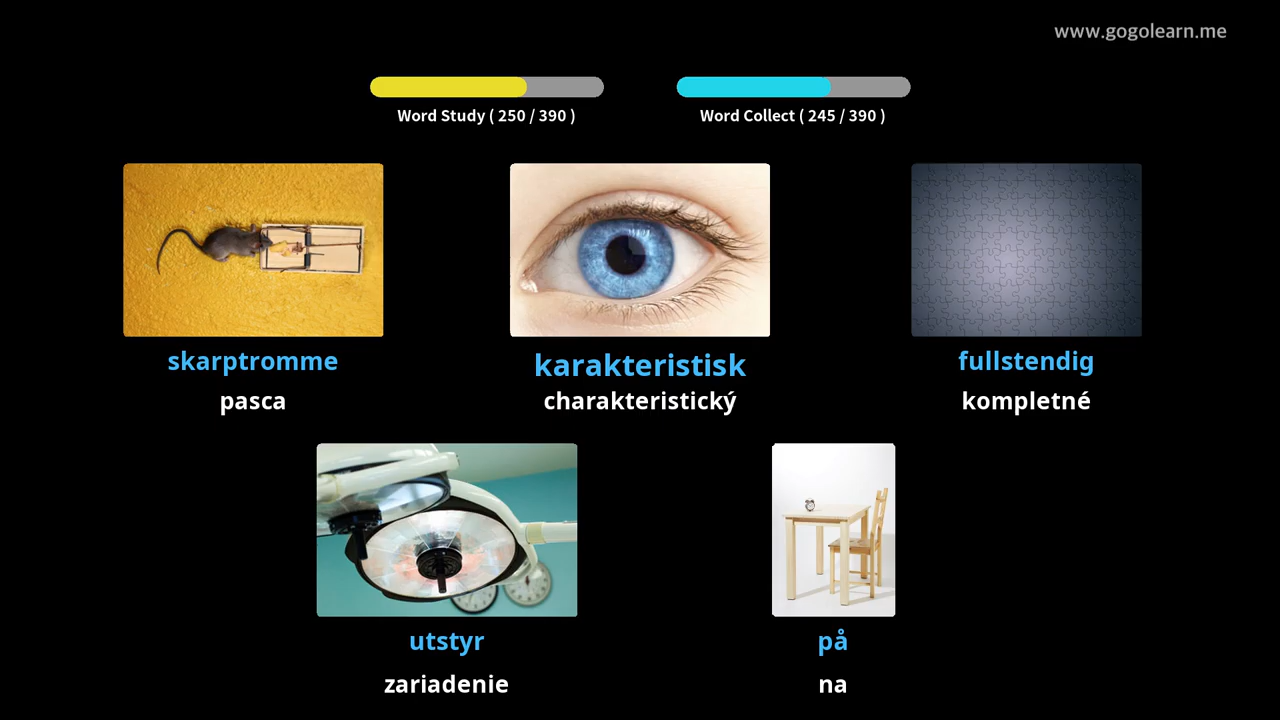 www.gogolearn.me
Word Study ( 250 / 390 )
Word Collect ( 245 / 390 )
skarptromme
pasca
karakteristisk
charakteristický
fullstendig
kompletné
utstyr
zariadenie
på
na